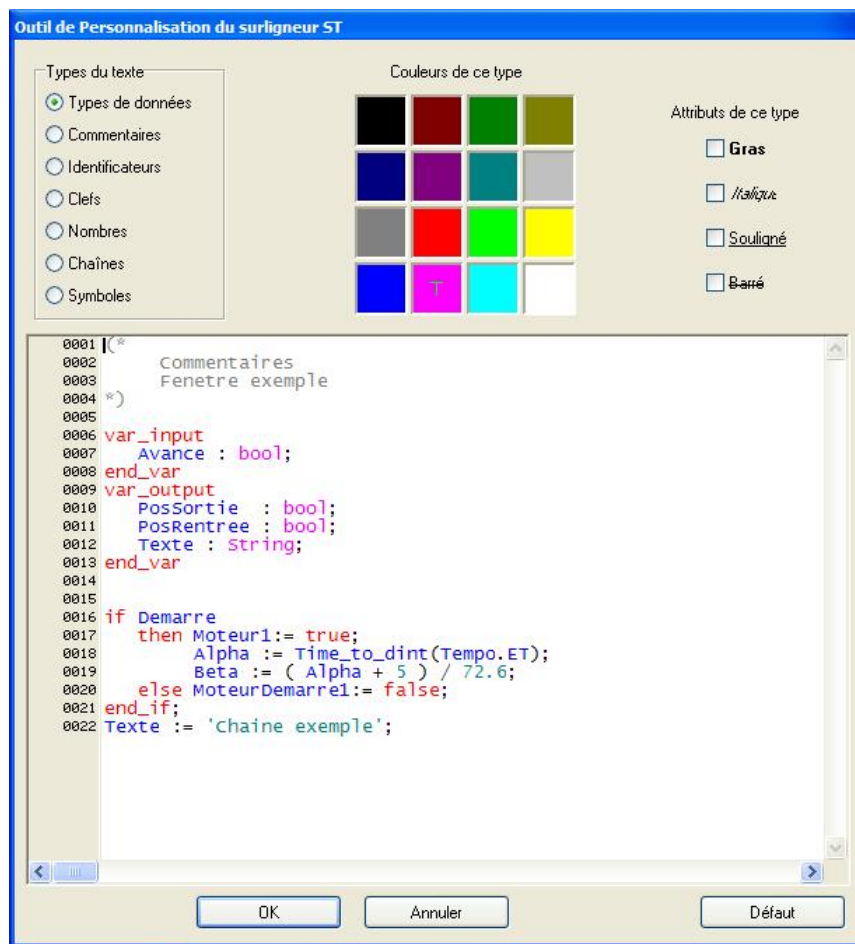 Outil de Personnalisation du surligneur ST
Types du texte
Types de données
Commentaires
Identificateurs
Clefs
Nombres
Chaînes
Symboles
Couleurs de ce type
T
Attributs de ce type
Gras
Italique
Souligné
Barré
0001 (*
0002 Commentaires
0003 Fenetre exemple
0004 *)
0005
0006 var_input
0007 Avance : bool;
0008 end_var
0009 var_output
0010 PosSortie : bool;
0011 PosRentree : bool;
0012 Texte : String;
0013 end_var
0014
0015
0016 if Demarre
0017 then Moteur1:= true;
0018 Alpha := Time_to_dint(Tempo.ET);
0019 Beta := ( Alpha + 5 ) / 72.6;
0020 else MoteurDemarre1:= false;
0021 end_if;
0022 Texte := 'Chaine exemple';
OK
Annuler
Défaut